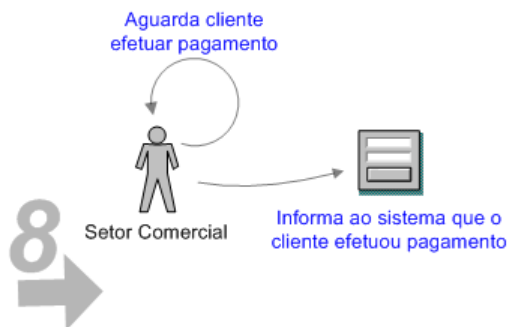 Aguarda cliente
efetuar pagamento
Setor Comercial
Informa ao sistema que o
cliente efetuou pagamento
8